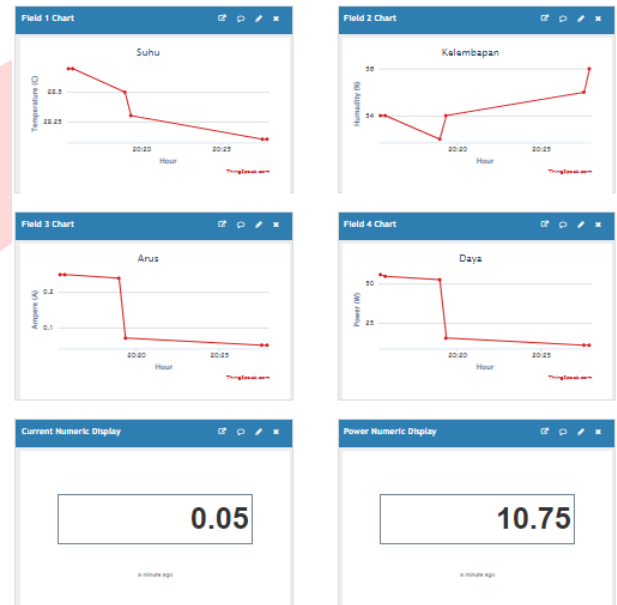 Field 1 Chart
Suhu
Temperature (C)
28.5
28.25
20:20
20:25
Hour
ThingSpeak.com
Field 2 Chart
Kelembapan
Humadity (%)
36
34
20:20
20:25
Hour
ThingSpeak.com
Field 3 Chart
Arus
Ampere (A)
0.2
0.1
20:20
20:25
Hour
ThingSpeak.com
Field 4 Chart
Daya
Power (W)
30
25
20:20
20:25
Hour
ThingSpeak.com
Current Numeric Display
0.05
a minute ago
Power Numeric Display
10.75
a minute ago